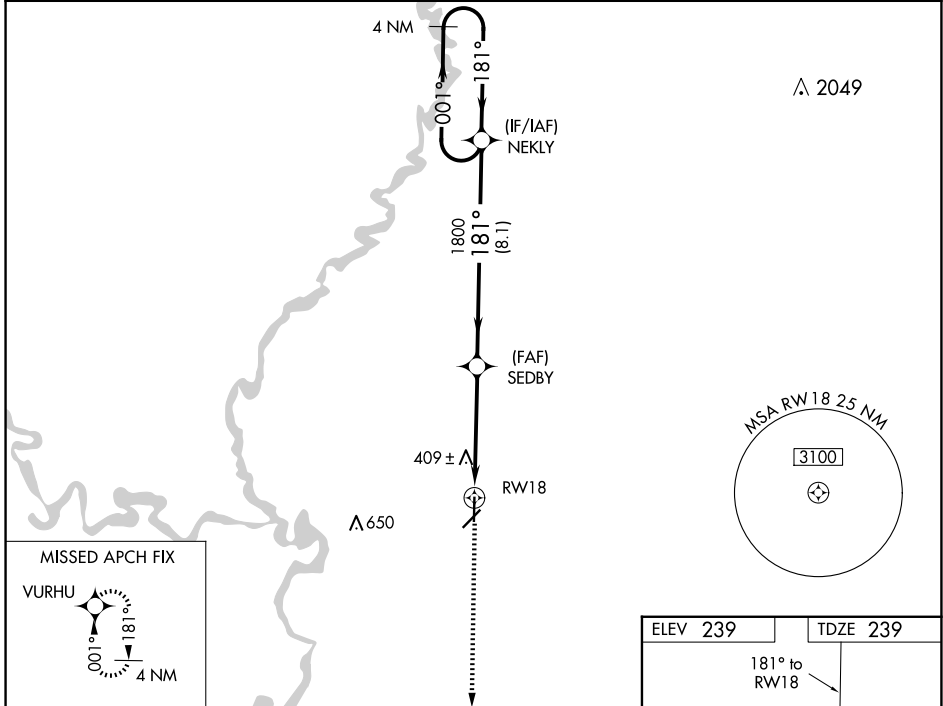 4 NM
181°
001°
2049
(IF/IAF)
NEKLY
1800
181°
(8.1)
(FAF)
SEDBY
MSA RW18 25 NM
3100
409 ±
RW18
650
MISSED APCH FIX
VURHU
181°
001°
4 NM
ELEV 239
TDZE 239
181° to
RW18